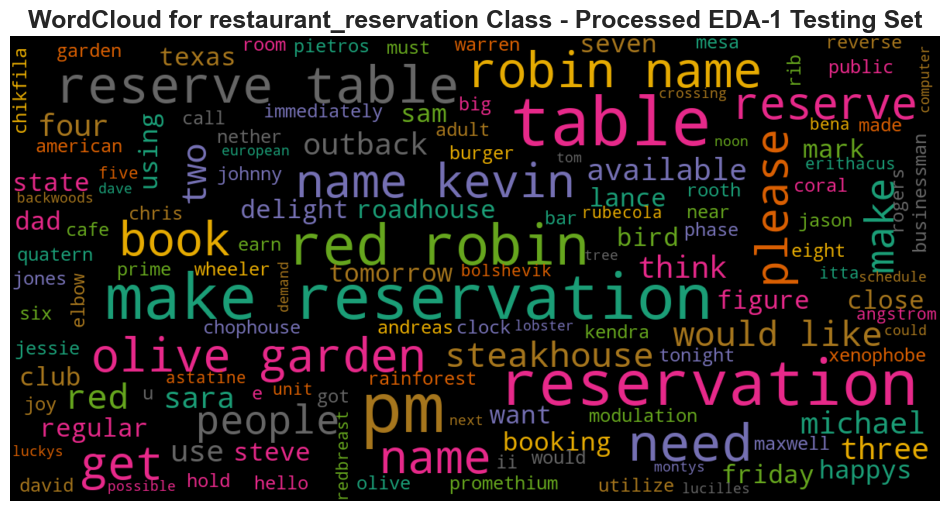 WordCloud for restaurant_reservation Class - Processed EDA-1 Testing Set
chikfila
garden
texas
room
pietros
must
warren
seven
mesa
rib
reverse
public
computer
reserve table
robin name
crossing
reserve
immediately
sam
big
table
noon
four
using
call
two
nether
outback
adult
burger
tom
available
please
bena
made
mark
american
european
erithacus
rogers
businessman
state
five
dave
johnny
name kevin
lance
rooth
coral
make
backwoods
dad
chris
delight
roadhouse
bar
rubecola
near
jason
cafe
book
earn
red robin
bird
phase
eight
quatern
prime
wheeler
demand
tomorrow
bolshevik
tree
think
itta
schedule
jones
elbow
make reservation
figure
close
six
angstrom
chophouse
andreas
clock
lobster
kendra
would like
could
jessie
olive garden
steakhouse
tonight
xenophobe
club
astatine
rainforest
reservation
joy
red
u
sara
e
unit
got
pm
next
want
modulation
michael
regular
people
booking
need
maxwell
three
luckys
get
use
steve
redbreast
name
ii
would
montys
friday
happys
david
possible
hold
hello
olive
promethium
utilize
lucilles